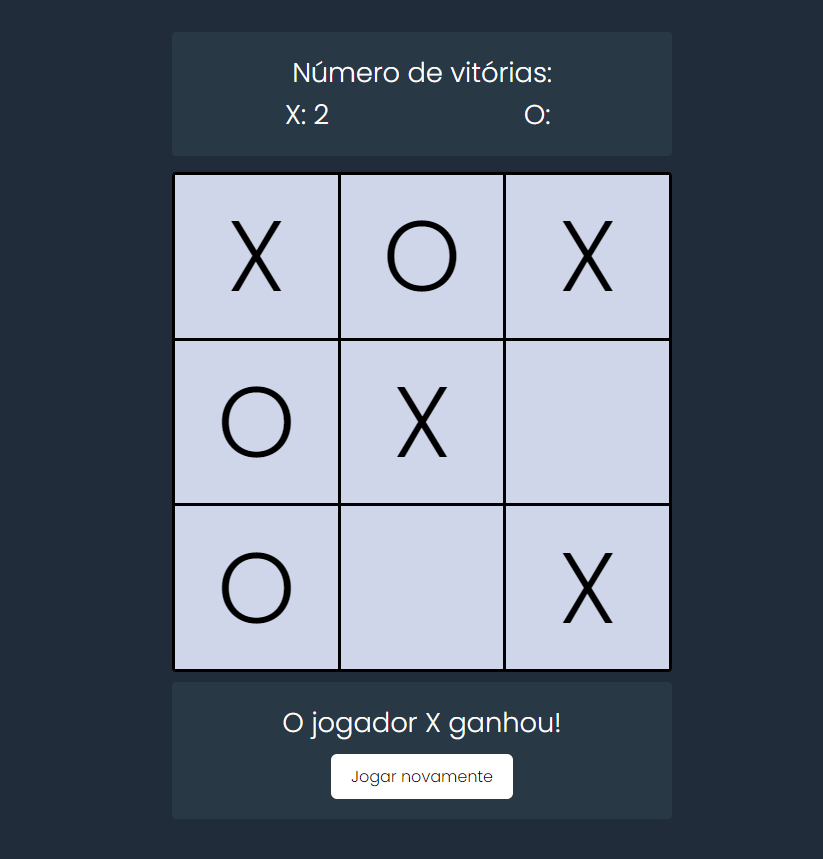 Número de vitórias:
X: 2 O:
X O X
O X
O X
O jogador X ganhou!
Jogar novamente